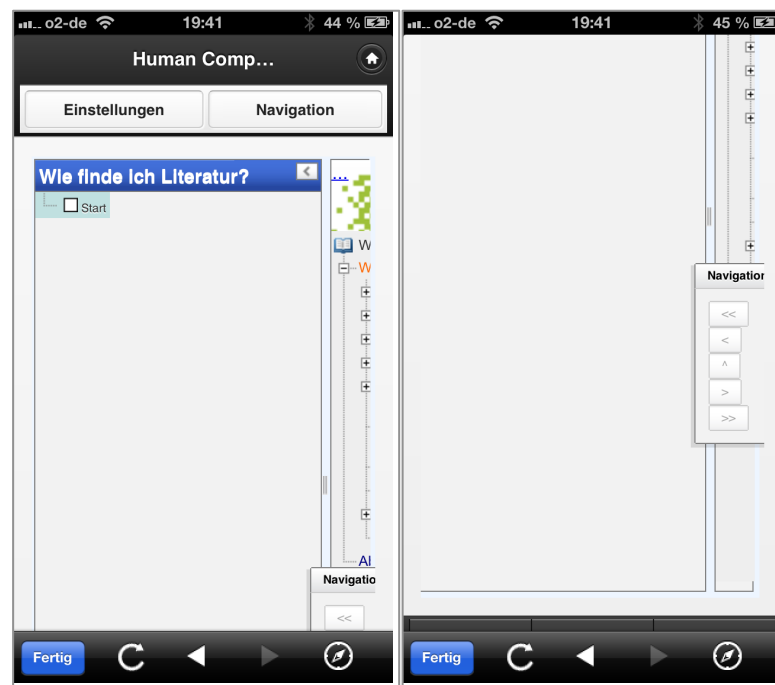 o2-de 19:41 44 %
Human Comp...
Einstellungen Navigation
Wie finde ich Literatur?
Start
...
W
W
Al
Navigatio
<<
Fertig
o2-de 19:41 45 %
Navigation
<<
<
^
>
>>
Fertig